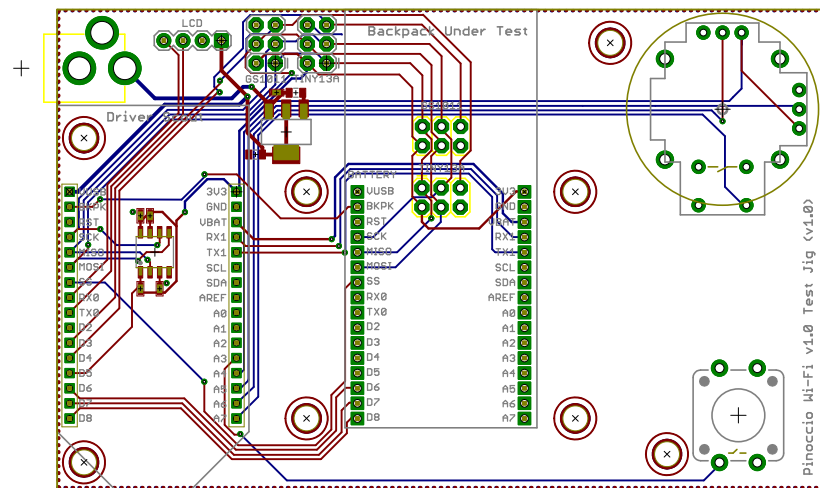 LCD
Backpack Under Test
GS1011 TINY13A
BATTERY
VUSB
BKPK
RST
SCK
MISO
MOSI
SS
RX0
TX0
D2
D3
D4
D5
D6
D7
D8
3V3
GND
VBAT
RX1
TX1
SCL
SDA
AREF
A0
A1
A2
A3
A4
A5
A6
A7
VUSB
BKPK
RST
SCK
MISO
MOSI
SS
RX0
TX0
D2
D3
D4
D5
D6
D7
D8
3V3
GND
VBAT
RX1
TX1
SCL
SDA
AREF
A0
A1
A2
A3
A4
A5
A6
A7
Pinoccio Wi-Fi v1.0 Test Jig (v1.0)